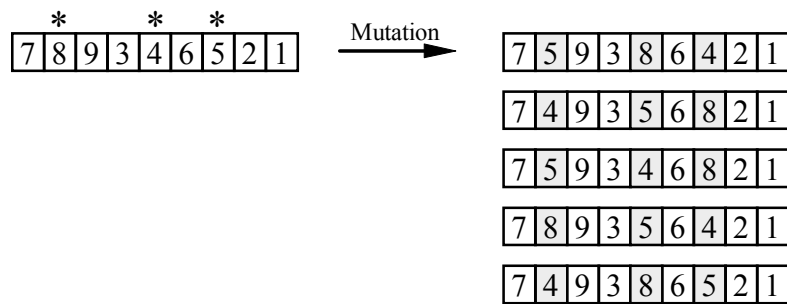 * * *
7 8 9 3 4 6 5 2 1
Mutation
7 5 9 3 8 6 4 2 1
7 4 9 3 5 6 8 2 1
7 5 9 3 4 6 8 2 1
7 8 9 3 5 6 4 2 1
7 4 9 3 8 6 5 2 1